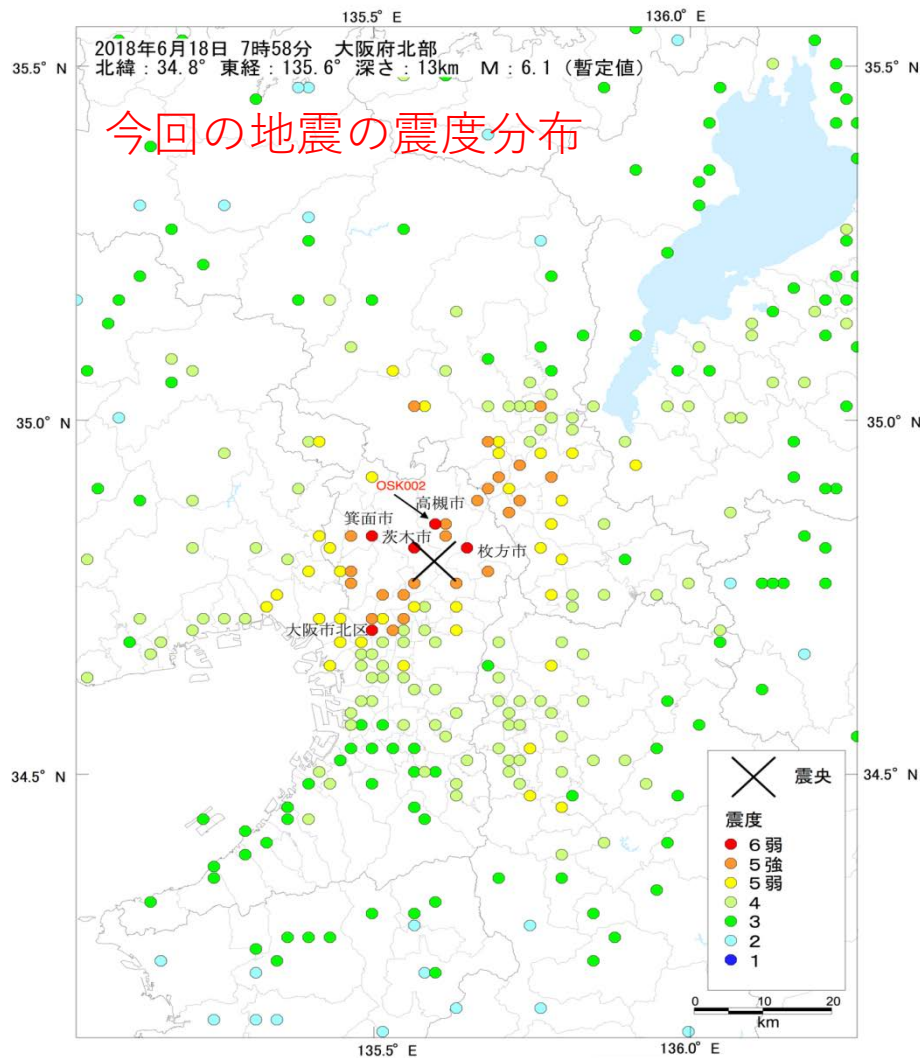 135.5° E
136.0° E
2018年6月18日 7時58分 大阪府北部
35.5° N
北緯：34.8° 東経：135.6° 深さ：13km M：6.1（暫定値）
35.5° N
今回の地震の震度分布
35.0° N
35.0° N
OSK002
高槻市
箕面市
茨木市
枚方市
大阪市北区
34.5° N
34.5° N
震央
震度
6弱
5強
5弱
4
3
2
1
0 10 20
km
135.5° E
136.0° E